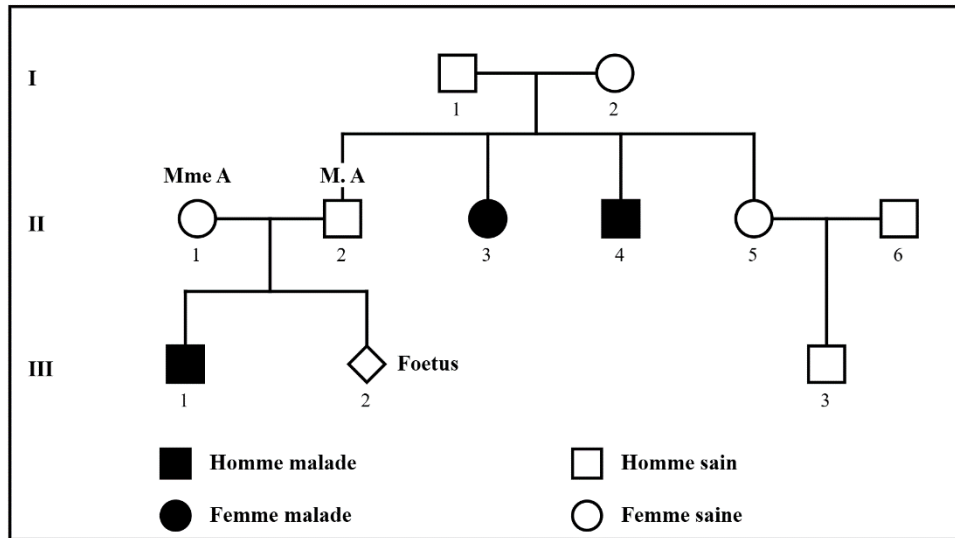 I
1 2
Mme A M. A
II
1 2 3 4 5 6
Foetus
III
1 2 3
Homme malade Homme sain
Femme malade Femme saine